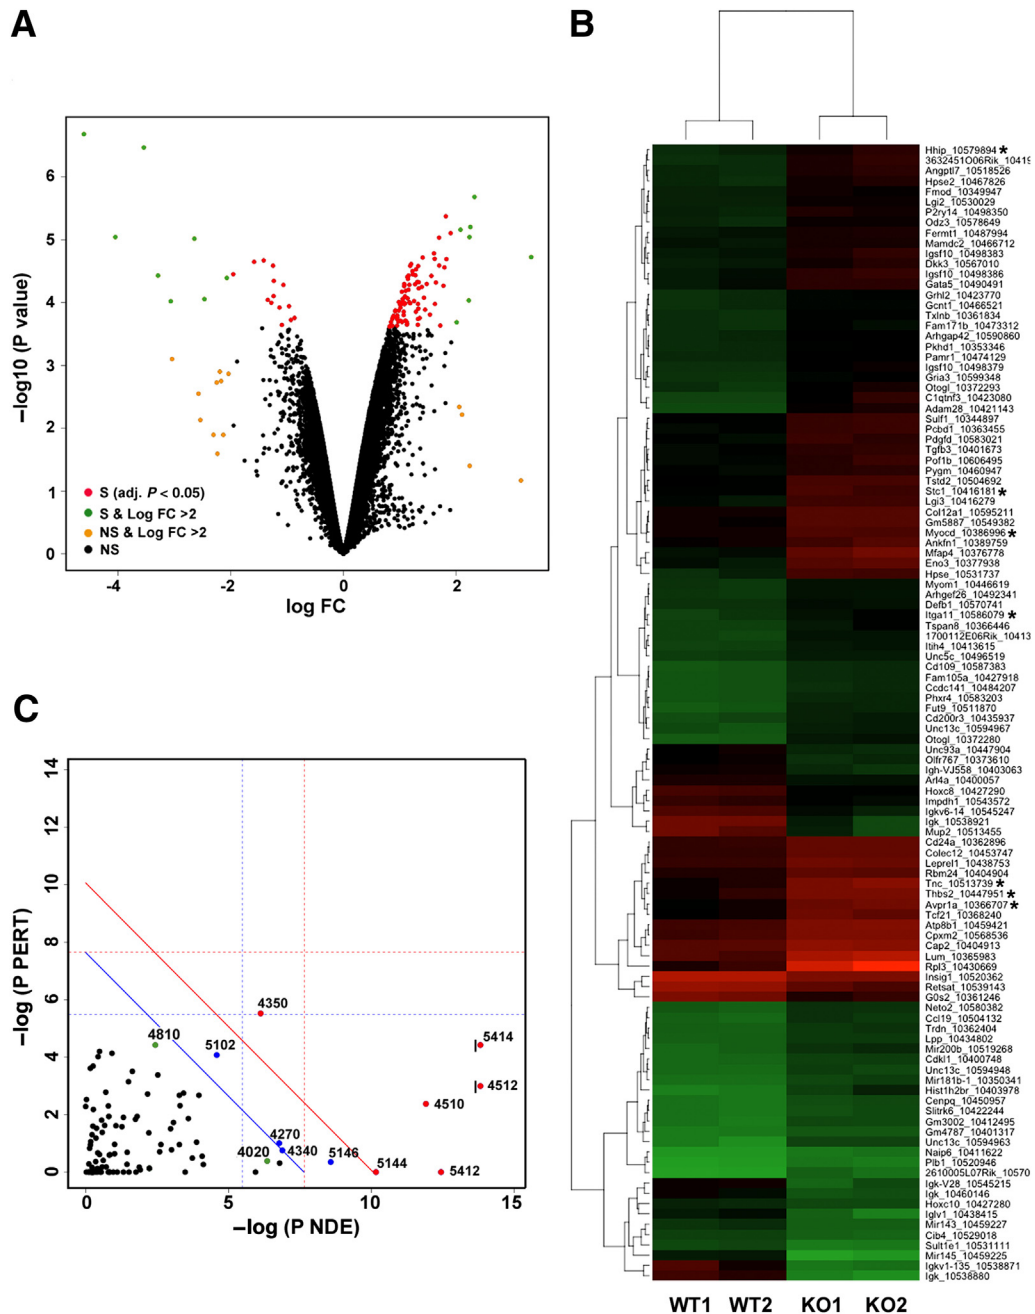 A
B
6
5
4
3
2
1
0
–log10 (P value)
S (adj. P < 0.05)
S & Log FC >2
NS & Log FC >2
NS
-4
-2
0
2
log FC
C
14
12
10
8
6
4
2
0
–log (P PERT)
4350
4810
5102
5414
4512
4510
4270
4340
4020
5146
5144
5412
0
5
10
15
–log (P NDE)
Hhip_10579894 *
3632451O06Rik_10419
Angptl7_10518526
Hpse2_10467826
Fmod_10349947
Lgi2_10530029
P2ry14_10498350
Odz3_10578649
Fermt1_10487994
Mamdc2_10466712
Igsf10_10498383
Dkk3_10567010
Igsf10_10498386
Gata5_10490491
Grhl2_10423770
Gcnt1_10466521
Txlnb_10361834
Fam171b_10473312
Arhgap42_10590860
Pkhd1_10353346
Pamr1_10474129
Igsf10_10498379
Gria3_10599348
Otogl_10372293
C1qtnf3_10423080
Adam28_10421143
Sulf1_10344897
Pcbd1_10363455
Pdgfd_10583021
Tgfb3_10401673
Pof1b_10606495
Pygm_10460947
Tstd2_10504692
Stc1_10416181 *
Lgi3_10416279
Col12a1_10595211
Gm5887_10549382
Myocd_10386996 *
Ankfn1_10389759
Mfap4_10376778
Eno3_10377938
Hpse_10531737
Myom1_10446619
Arhgef26_10492341
Defb1_10570741
Itga11_10586079 *
Tspan8_10366446
1700112E06Rik_10413
Itih4_10413615
Unc5c_10496519
Cd109_10587383
Fam105a_10427918
Ccdc141_10484207
Phxr4_10583203
Fut9_10511870
Cd200r3_10435937
Unc13c_10594967
Otogl_10372280
Unc93a_10447904
Olfr767_10373610
Igh-VJ558_10403063
Arl4a_10400057
Hoxc8_10427290
Impdh1_10543572
Igkv6-14_10545247
Igk_10538921
Mup2_10513455
Cd24a_10362896
Colec12_10453747
Leprel1_10438753
Rbm24_10404904
Tnc_10513739 *
Thbs2_10447951 *
Avpr1a_10366707 *
Tcf21_10368240
Atp8b1_10459421
Cpxm2_10568536
Cap2_10404913
Lum_10365983
Rpl3_10430669
Insig1_10520362
Retsat_10539143
G0s2_10361246
Neto2_10580382
Ccl19_10504132
Trdn_10362404
Lpp_10434802
Mir200b_10519268
Cdkl1_10400748
Unc13c_10594948
Mir181b-1_10350341
Hist1h2br_10403978
Cenpq_10450957
Slitrk6_10422244
Gm3002_10412495
Gm4787_10401317
Unc13c_10594963
Naip6_10411622
Plb1_10520946
2610005L07Rik_10570
Igk-V28_10545215
Igk_10460146
Hoxc10_10427280
Iglv1_10438415
Mir143_10459227
Cib4_10529018
Sult1e1_10531111
Mir145_10459225
Igkv1-135_10538871
Igk_10538880
WT1 WT2 KO1 KO2